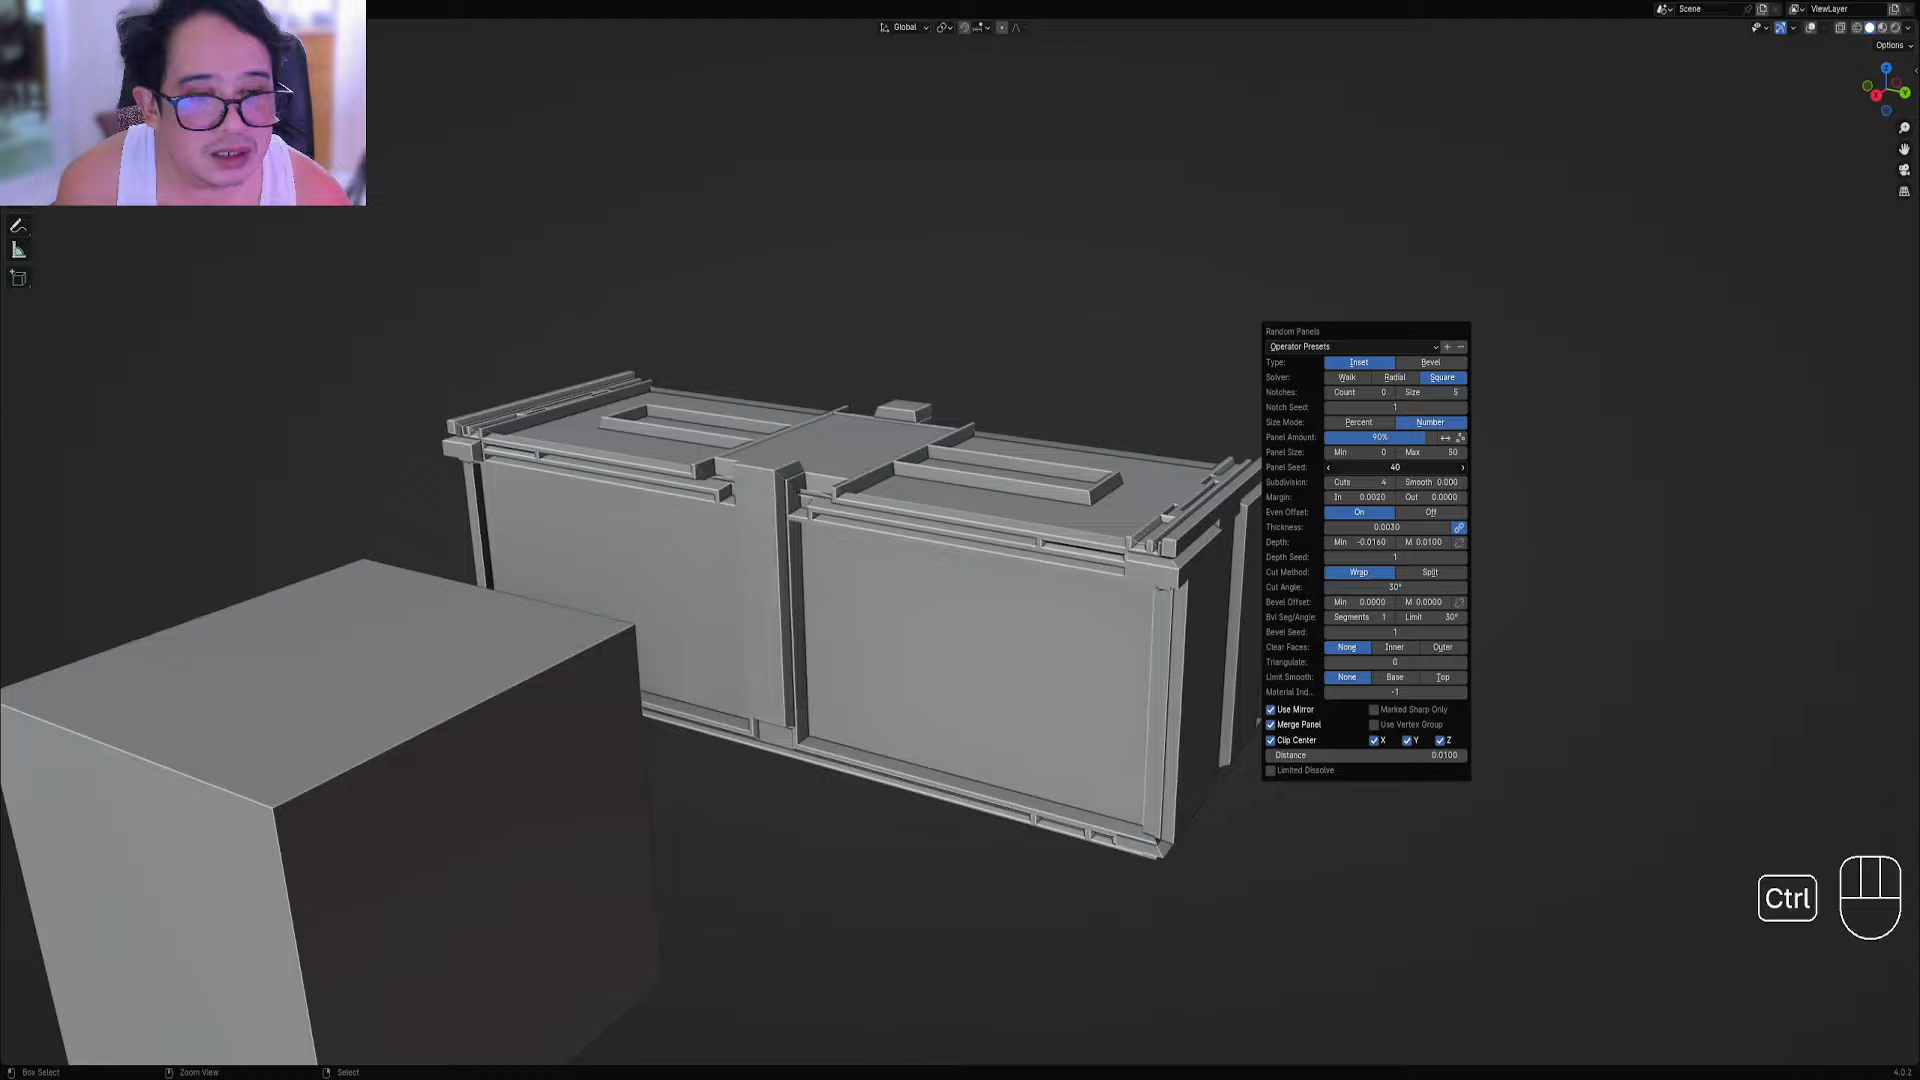 Scene
ViewLayer
Global
Options
Z
Y
X
Random Panels
Operator Presets
Type: Inset Bevel
Solver: Walk Radial Square
Notches: Count 0 Size 5
Notch Seed: 1
Size Mode: Percent Number
Panel Amount: 90%
Panel Size: Min 0 Max 50
Panel Seed: 40
Subdivision: Cuts 4 Smooth 0.000
Margin: In 0.0020 Out 0.0000
Even Offset: On Off
Thickness: 0.0030
Depth: Min -0.0160 M 0.0100
Depth Seed: 1
Cut Method: Wrap Split
Cut Angle: 30°
Bevel Offset: Min 0.0000 M 0.0000
Bvl Seg/Angle: Segments 1 Limit 30°
Bevel Seed: 1
Clear Faces: None Inner Outer
Triangulate: 0
Limit Smooth: None Base Top
Material Ind... -1
Use Mirror Marked Sharp Only
Merge Panel Use Vertex Group
Clip Center X Y Z
Distance 0.0100
Limited Dissolve
Ctrl
Box Select Zoom View Select 4.0.2